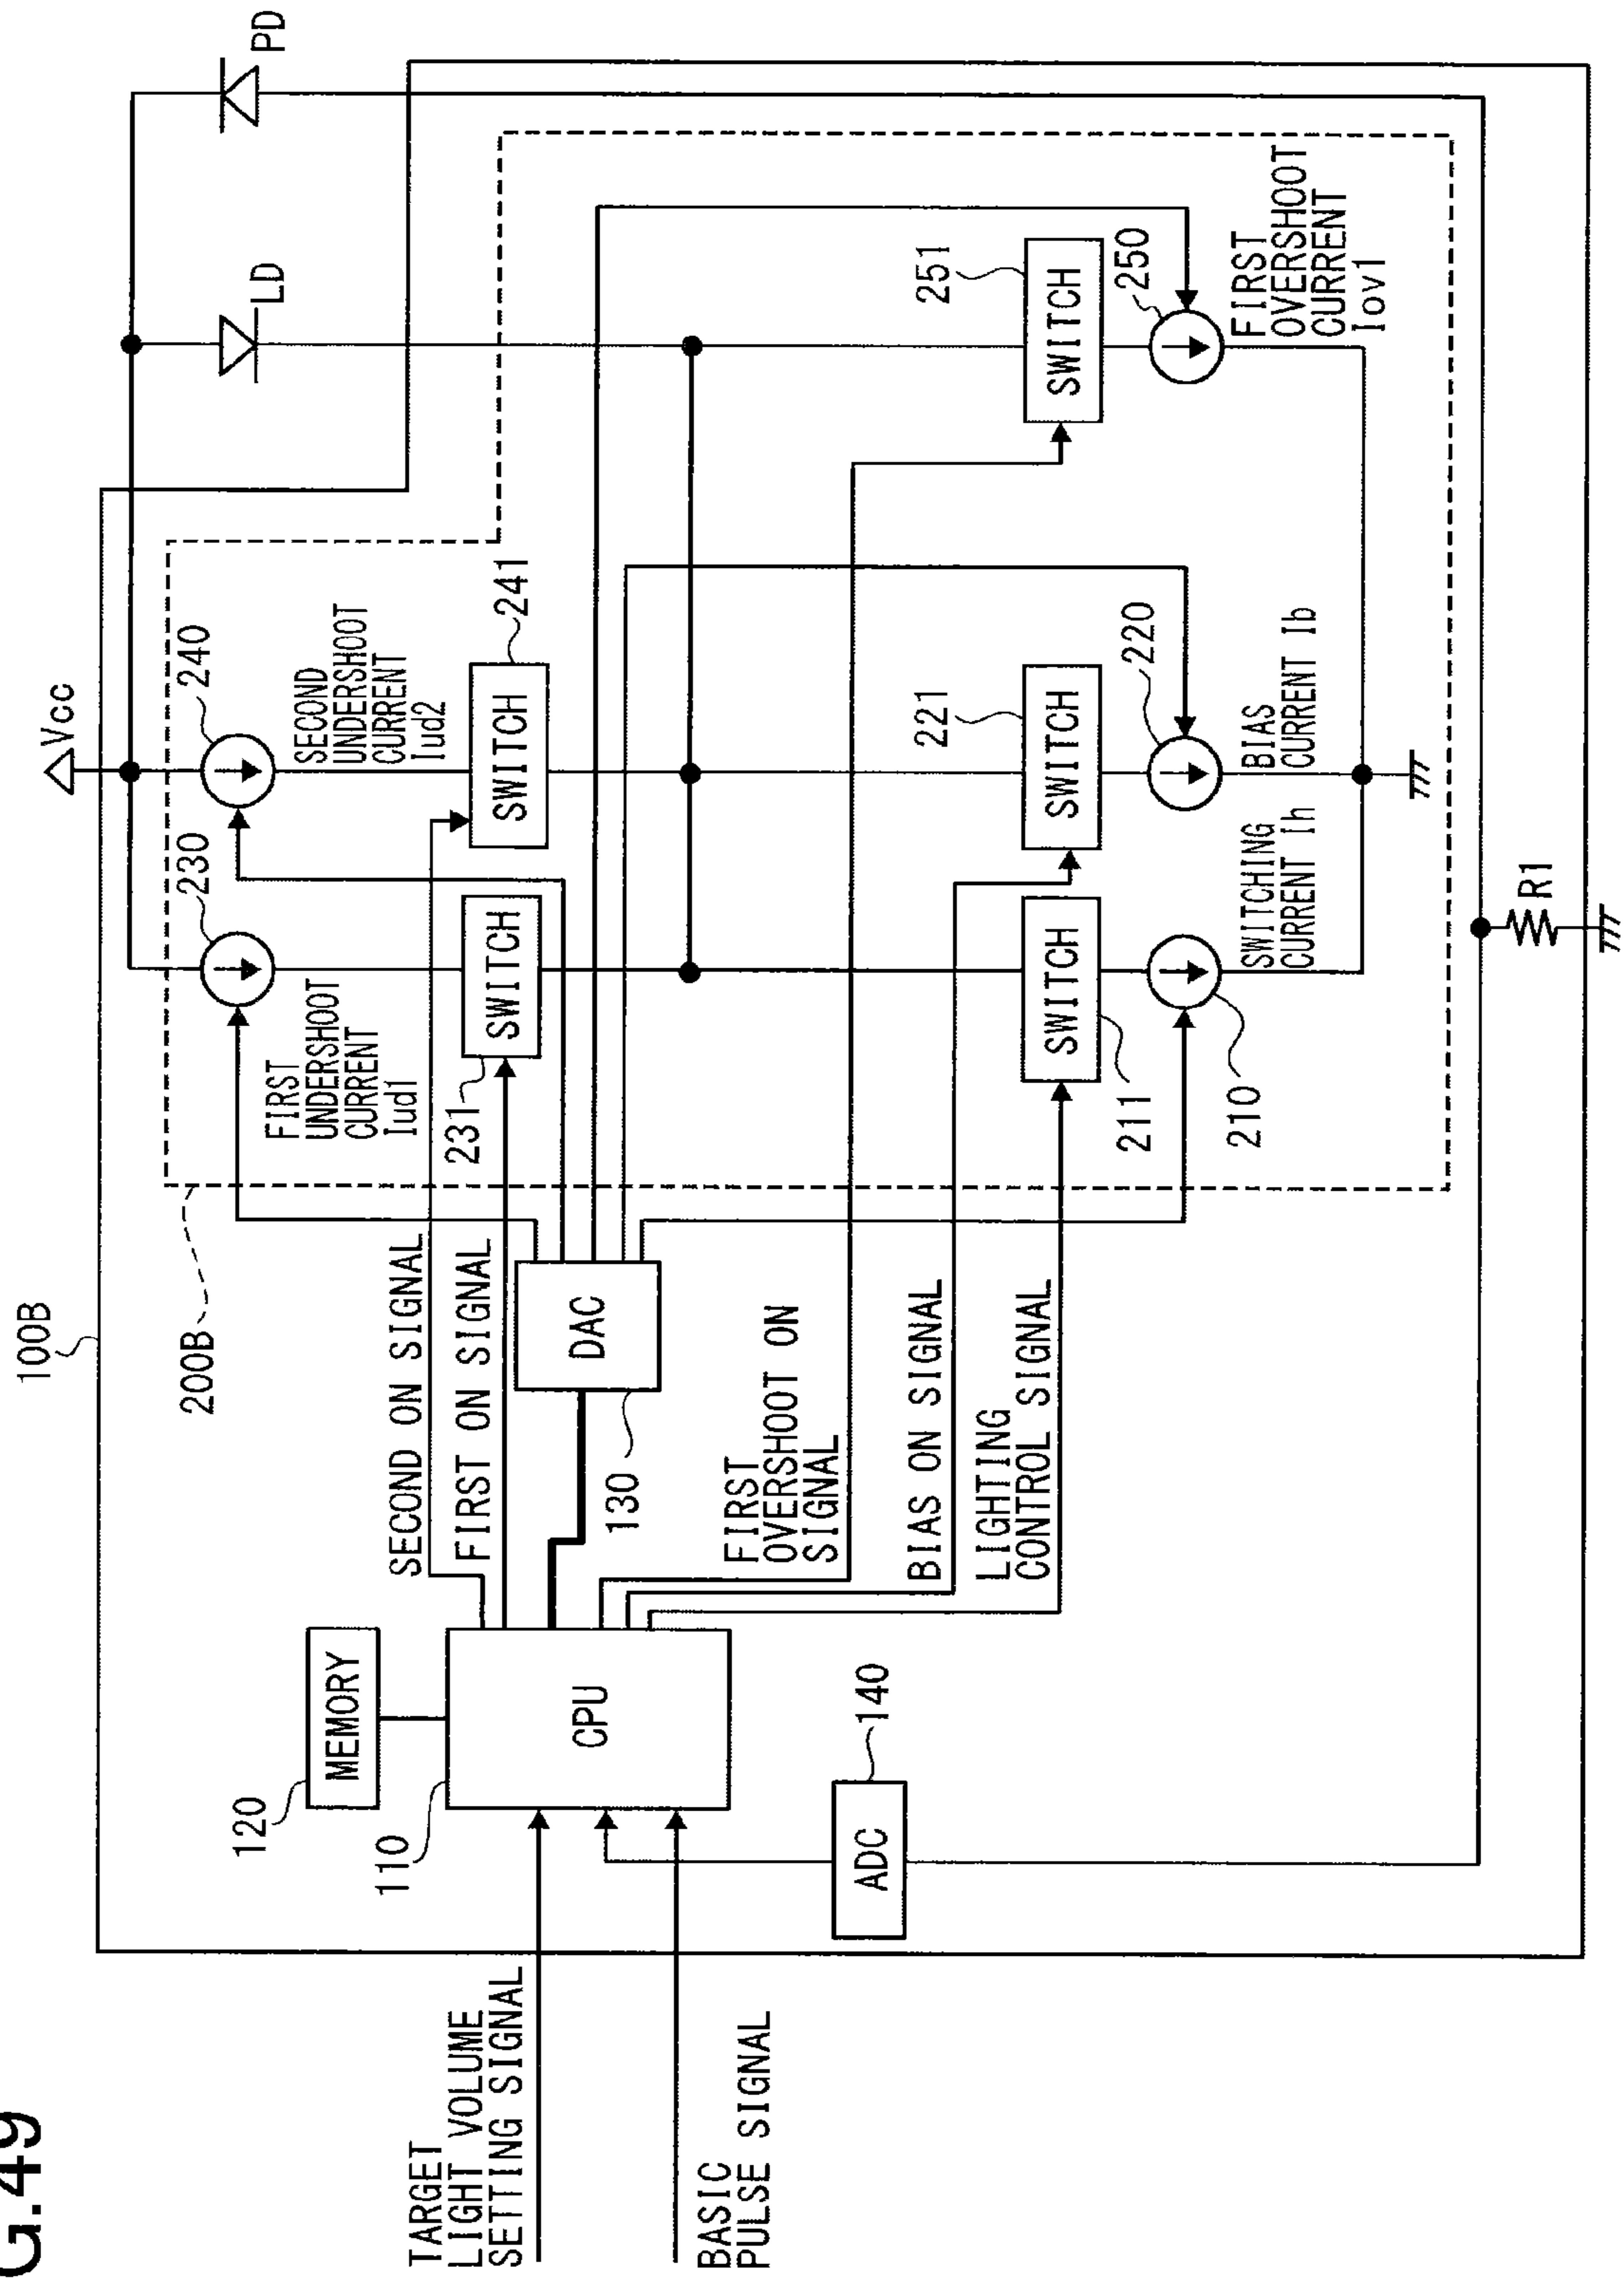 G.49
100B
200B
Vcc
PD
LD
230
240
FIRST
UNDERSHOOT
CURRENT
Iud1
SECOND
UNDERSHOOT
CURRENT
Iud2
231
SWITCH
241
SWITCH
SECOND ON SIGNAL
FIRST ON SIGNAL
120
MEMORY
110
CPU
DAC
130
TARGET
LIGHT VOLUME
SETTING SIGNAL
BASIC
PULSE SIGNAL
FIRST
OVERSHOOT ON
SIGNAL
BIAS ON SIGNAL
LIGHTING
CONTROL SIGNAL
140
ADC
211
SWITCH
221
SWITCH
251
SWITCH
210
220
250
SWITCHING
CURRENT Ih
BIAS
CURRENT Ib
FIRST
OVERSHOOT
CURRENT
Iov1
R1